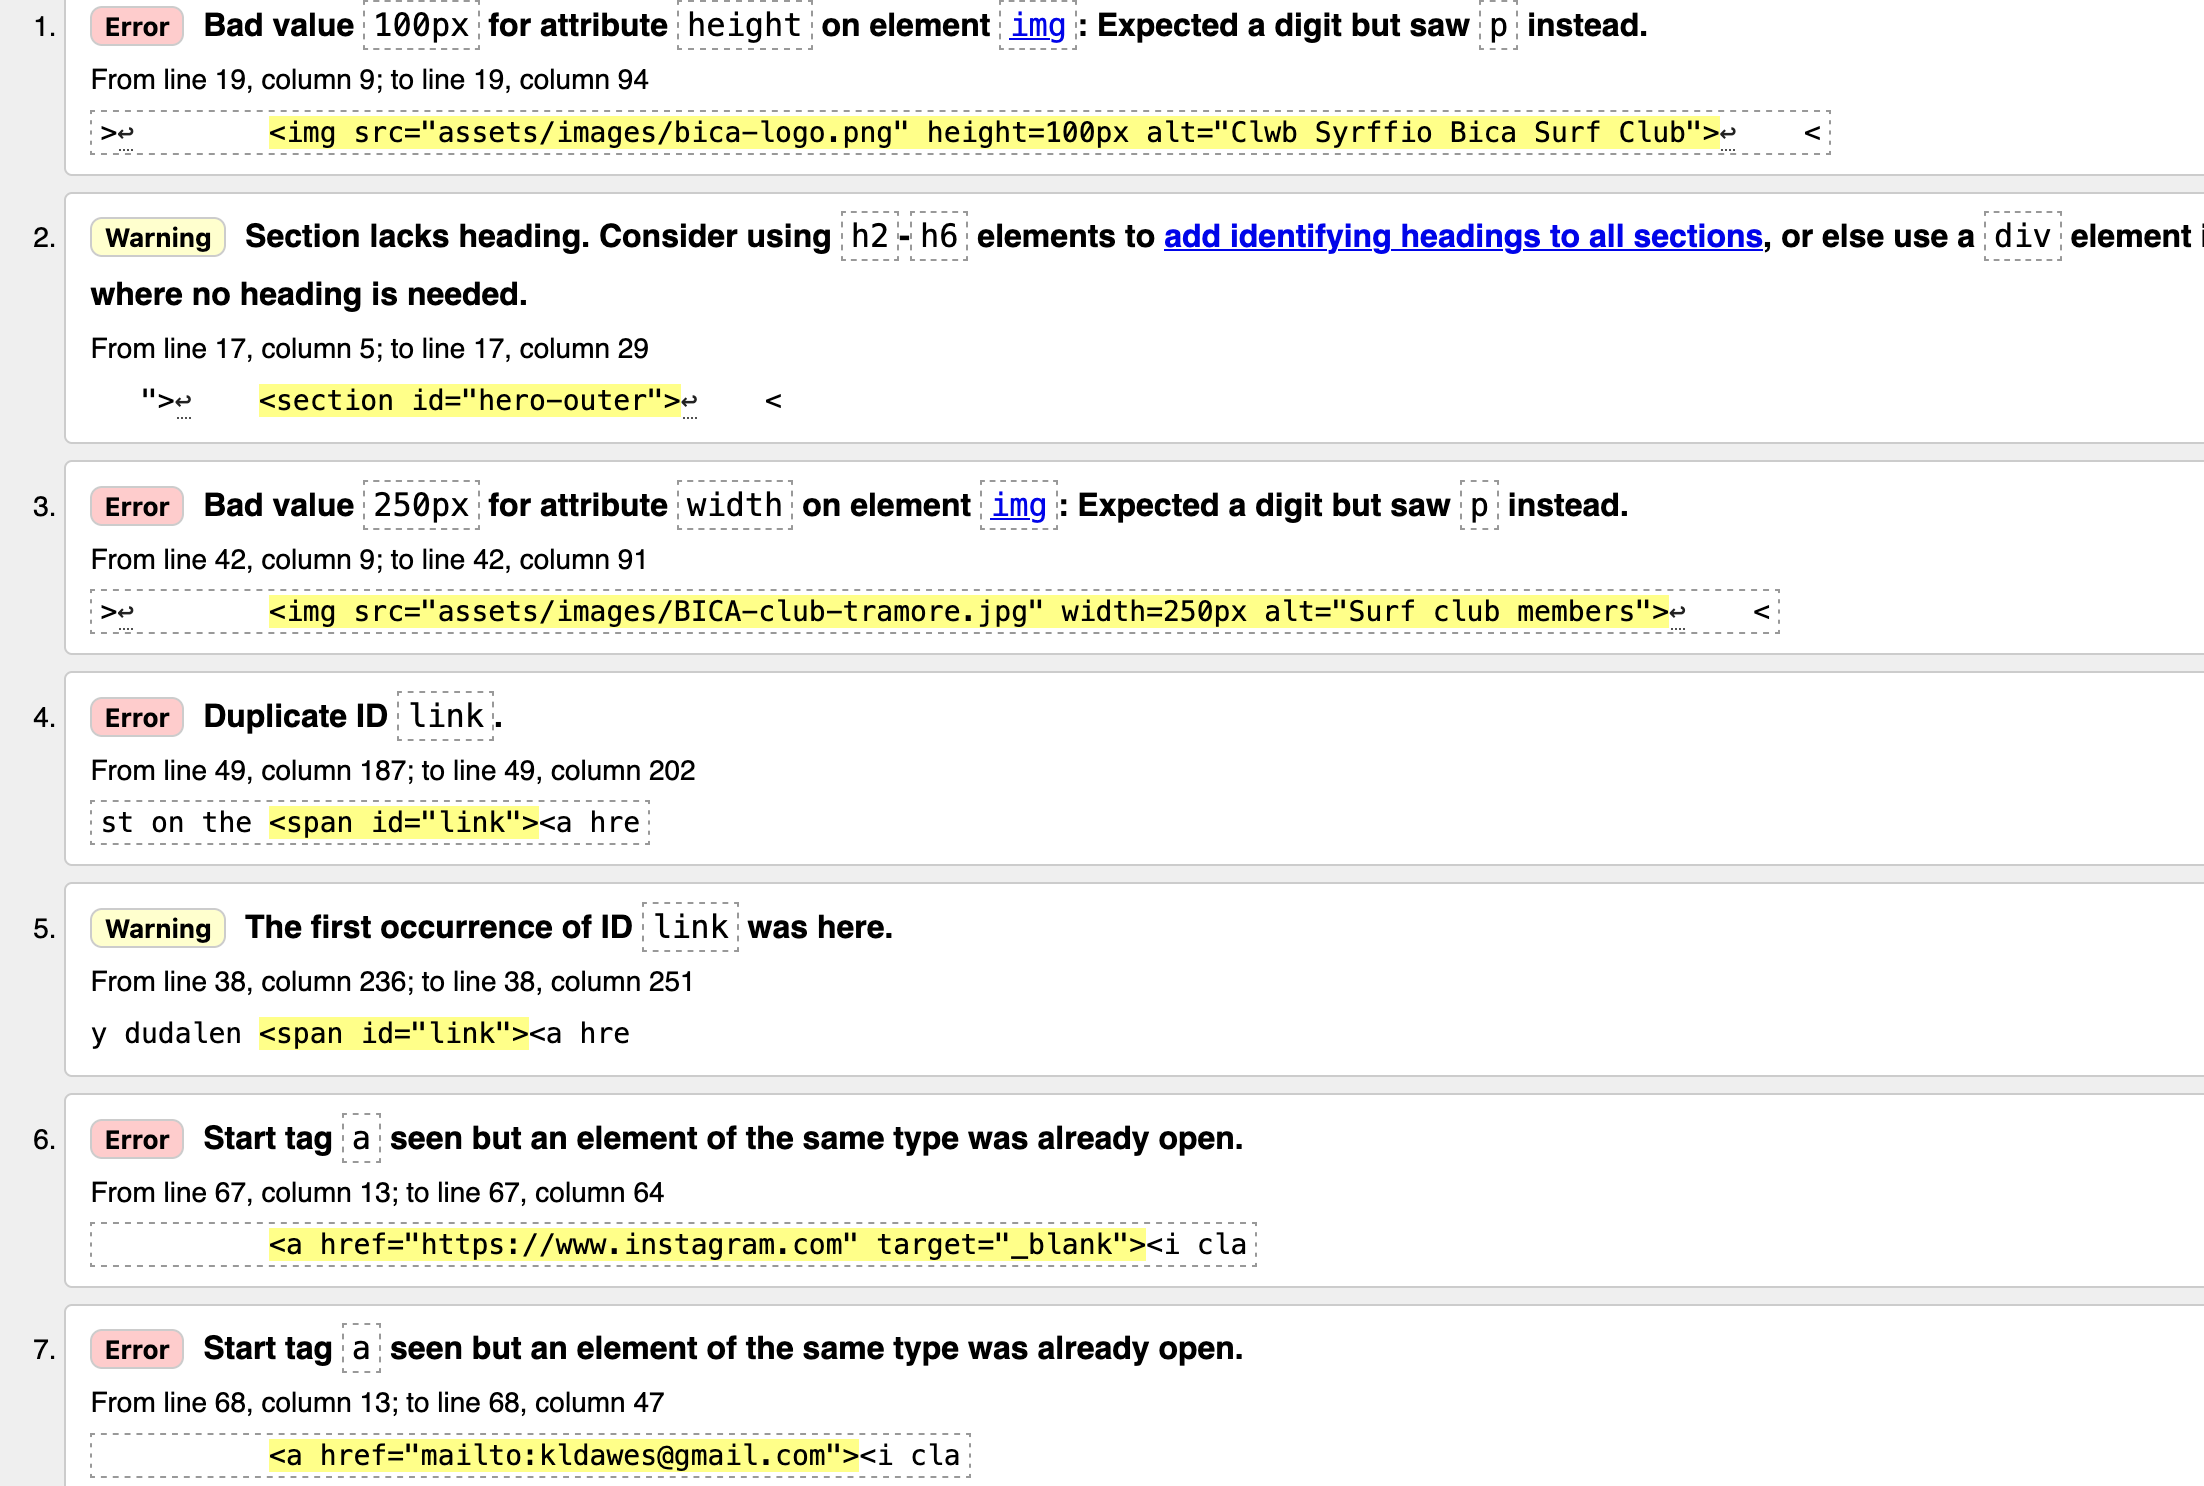 1. Error Bad value 100px for attribute height on element img: Expected a digit but saw p instead.
From line 19, column 9; to line 19, column 94
>↩ <img src="assets/images/bica-logo.png" height=100px alt="Clwb Syrffio Bica Surf Club">↩ <
2. Warning Section lacks heading. Consider using h2-h6 elements to add identifying headings to all sections, or else use a div element
where no heading is needed.
From line 17, column 5; to line 17, column 29
">↩ <section id="hero-outer">↩ <
3. Error Bad value 250px for attribute width on element img: Expected a digit but saw p instead.
From line 42, column 9; to line 42, column 91
>↩ <img src="assets/images/BICA-club-tramore.jpg" width=250px alt="Surf club members">↩ <
4. Error Duplicate ID link.
From line 49, column 187; to line 49, column 202
st on the <span id="link"><a hre
5. Warning The first occurrence of ID link was here.
From line 38, column 236; to line 38, column 251
y dudalen <span id="link"><a hre
6. Error Start tag a seen but an element of the same type was already open.
From line 67, column 13; to line 67, column 64
<a href="https://www.instagram.com" target="_blank"><i cla
7. Error Start tag a seen but an element of the same type was already open.
From line 68, column 13; to line 68, column 47
<a href="mailto:kldawes@gmail.com"><i cla